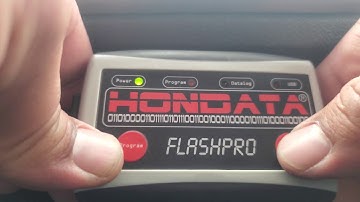 Power Program Datalog USB
HONDATA®
Program FLASHPRO